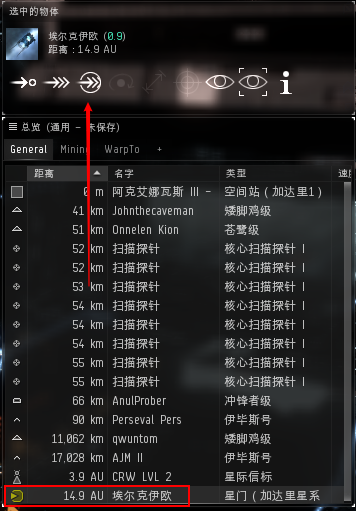 选中的物体
埃尔克伊欧 (0.9)
距离：14.9 AU
总览 (通用 - 未保存)
General Mining WarpTo +
距离 名字 类型 速度
0 m 阿克艾娜瓦斯 III - 空间站 (加达里1)
41 km Johnthecaveman 矮脚鸡级
51 km Onnelen Kion 苍鹭级
52 km 扫描探针 核心扫描探针 I
52 km 扫描探针 核心扫描探针 I
53 km 扫描探针 核心扫描探针 I
54 km 扫描探针 核心扫描探针 I
54 km 扫描探针 核心扫描探针 I
54 km 扫描探针 核心扫描探针 I
55 km 扫描探针 核心扫描探针 I
55 km 扫描探针 核心扫描探针 I
66 km AnulProber 冲锋者级
90 km Perseval Pers 伊毕斯号
11,062 km qwuntom 矮脚鸡级
17,028 km AJM II 伊毕斯号
3.9 AU CRW LVL 2 星际信标
14.9 AU 埃尔克伊欧 星门 (加达里星系